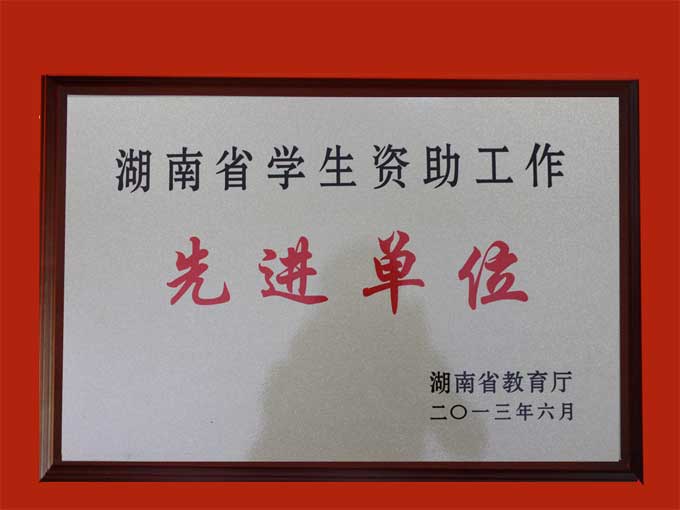 湖南省学生资助工作
先进单位
湖南省教育厅
二〇一三年六月